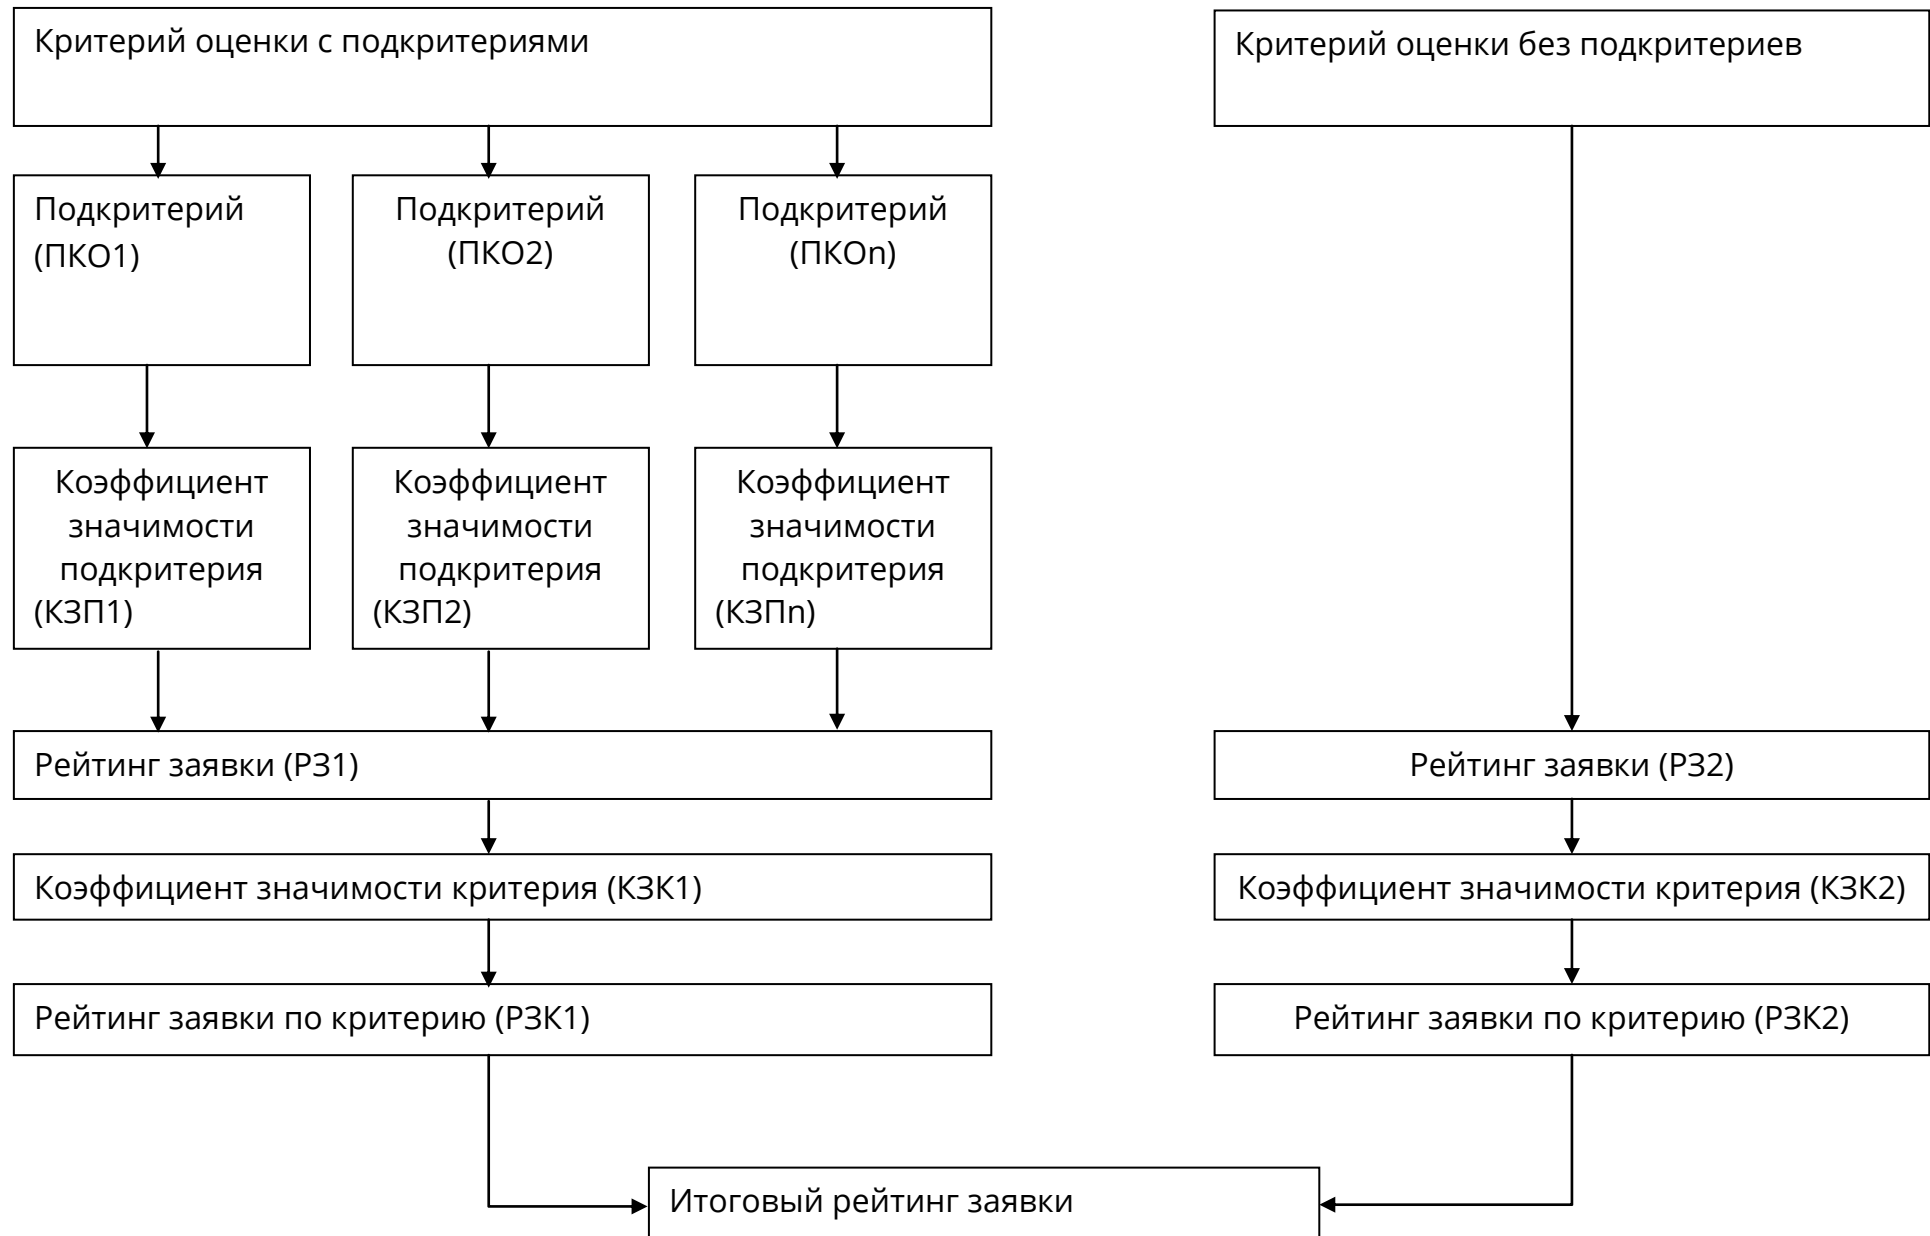 Критерий оценки с подкритериями
Критерий оценки без подкритериев
Подкритерий
(ПКО1)
Подкритерий
(ПКО2)
Подкритерий
(ПКОn)
Коэффициент
значимости
подкритерия
(КЗП1)
Коэффициент
значимости
подкритерия
(КЗП2)
Коэффициент
значимости
подкритерия
(КЗПn)
Рейтинг заявки (РЗ1)
Рейтинг заявки (РЗ2)
Коэффициент значимости критерия (КЗК1)
Коэффициент значимости критерия (КЗК2)
Рейтинг заявки по критерию (РЗК1)
Рейтинг заявки по критерию (РЗК2)
Итоговый рейтинг заявки